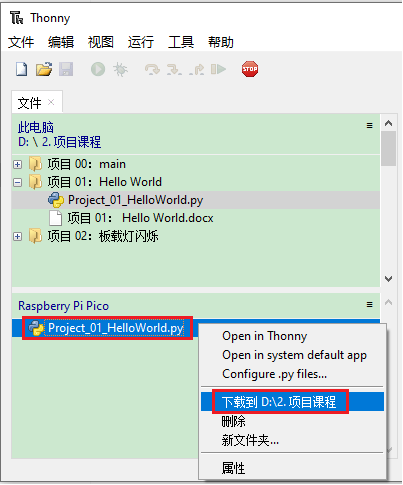 Thonny
文件 编辑 视图 运行 工具 帮助
STOP
文件 ×
此电脑
D: \ 2. 项目课程
项目 00：main
项目 01：Hello World
Project_01_HelloWorld.py
项目 01： Hello World.docx
项目 02：板载灯闪烁
Raspberry Pi Pico
Project_01_HelloWorld.py
Open in Thonny
Open in system default app
Configure .py files...
下载到 D:\2. 项目课程
删除
新文件夹...
属性